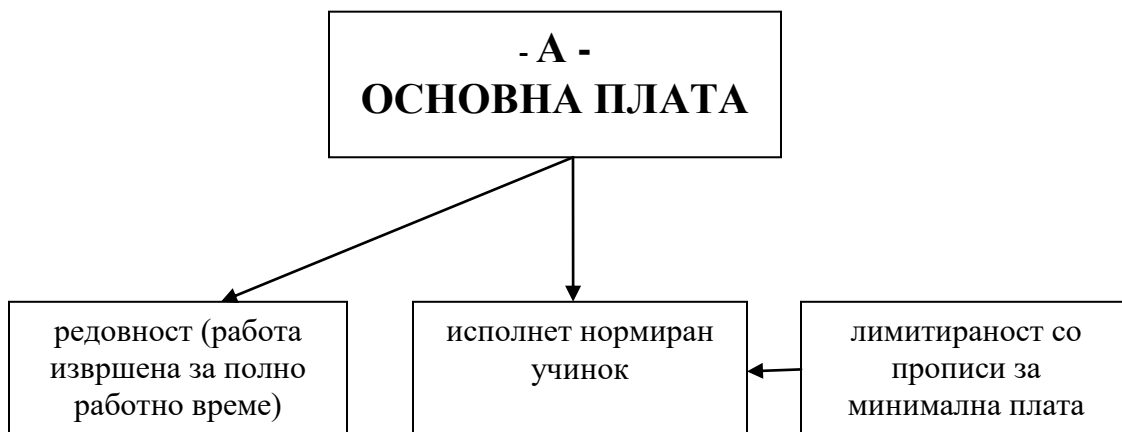 - А -
ОСНОВНА ПЛАТА
редовност (работа
извршена за полно
работно време)
исполнет нормиран
учинок
лимитираност со
прописи за
минимална плата